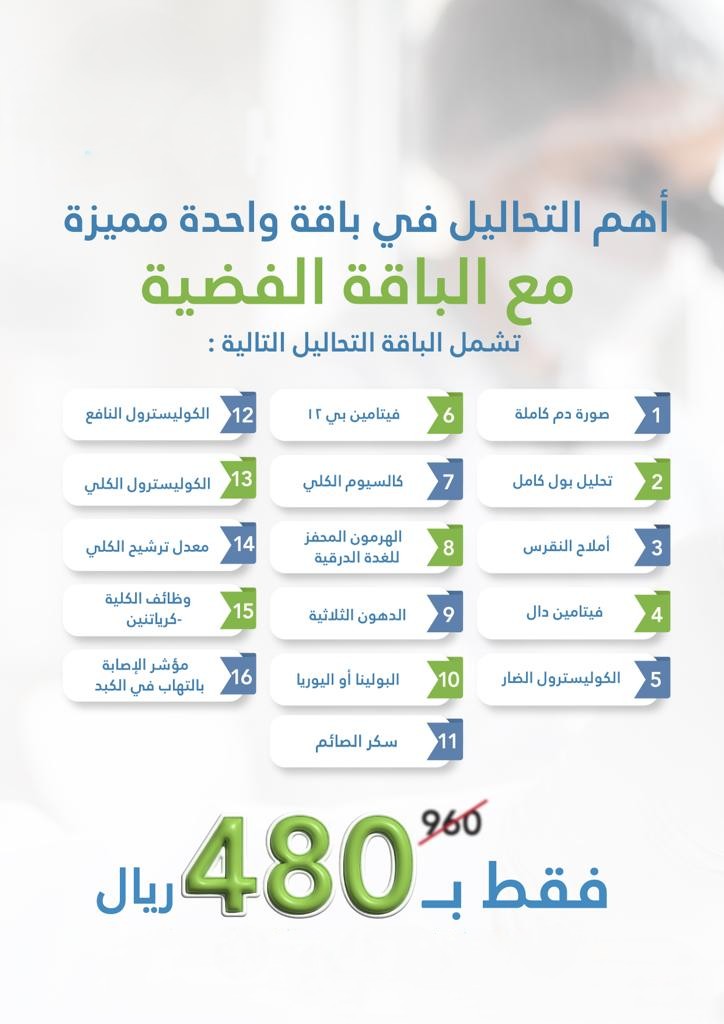 أهم التحاليل في باقة واحدة مميزة
مع الباقة الفضية
تشمل الباقة التحاليل التالية :
1 صورة دم كاملة
2 تحليل بول كامل
3 أملاح النقرس
4 فيتامين دال
5 الكوليسترول الضار
6 فيتامين بي ١٢
7 كالسيوم الكلي
8 الهرمون المحفز
للغدة الدرقية
9 الدهون الثلاثية
10 البولينا أو اليوريا
11 سكر الصائم
12 الكوليسترول النافع
13 الكوليسترول الكلي
14 معدل ترشيح الكلي
15 وظائف الكلية
-كرياتنين
16 مؤشر الإصابة
بالتهاب في الكبد
960
فقط بـ 480 ريال